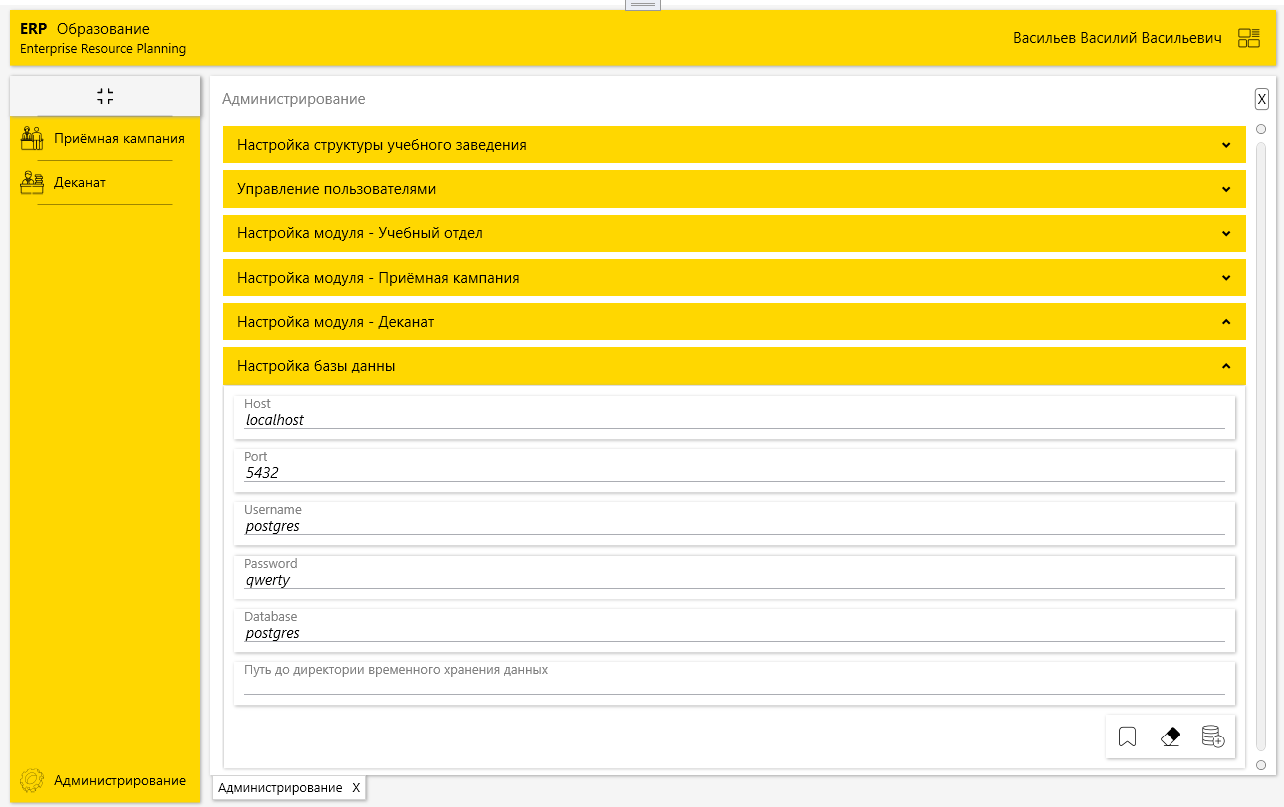 ERP Образование
Enterprise Resource Planning
Васильев Василий Васильевич
Приёмная кампания
Деканат
Администрирование
Администрирование
X
Настройка структуры учебного заведения
Управление пользователями
Настройка модуля - Учебный отдел
Настройка модуля - Приёмная кампания
Настройка модуля - Деканат
Настройка базы данны
Host
localhost
Port
5432
Username
postgres
Password
qwerty
Database
postgres
Путь до директории временного хранения данных
Администрирование X